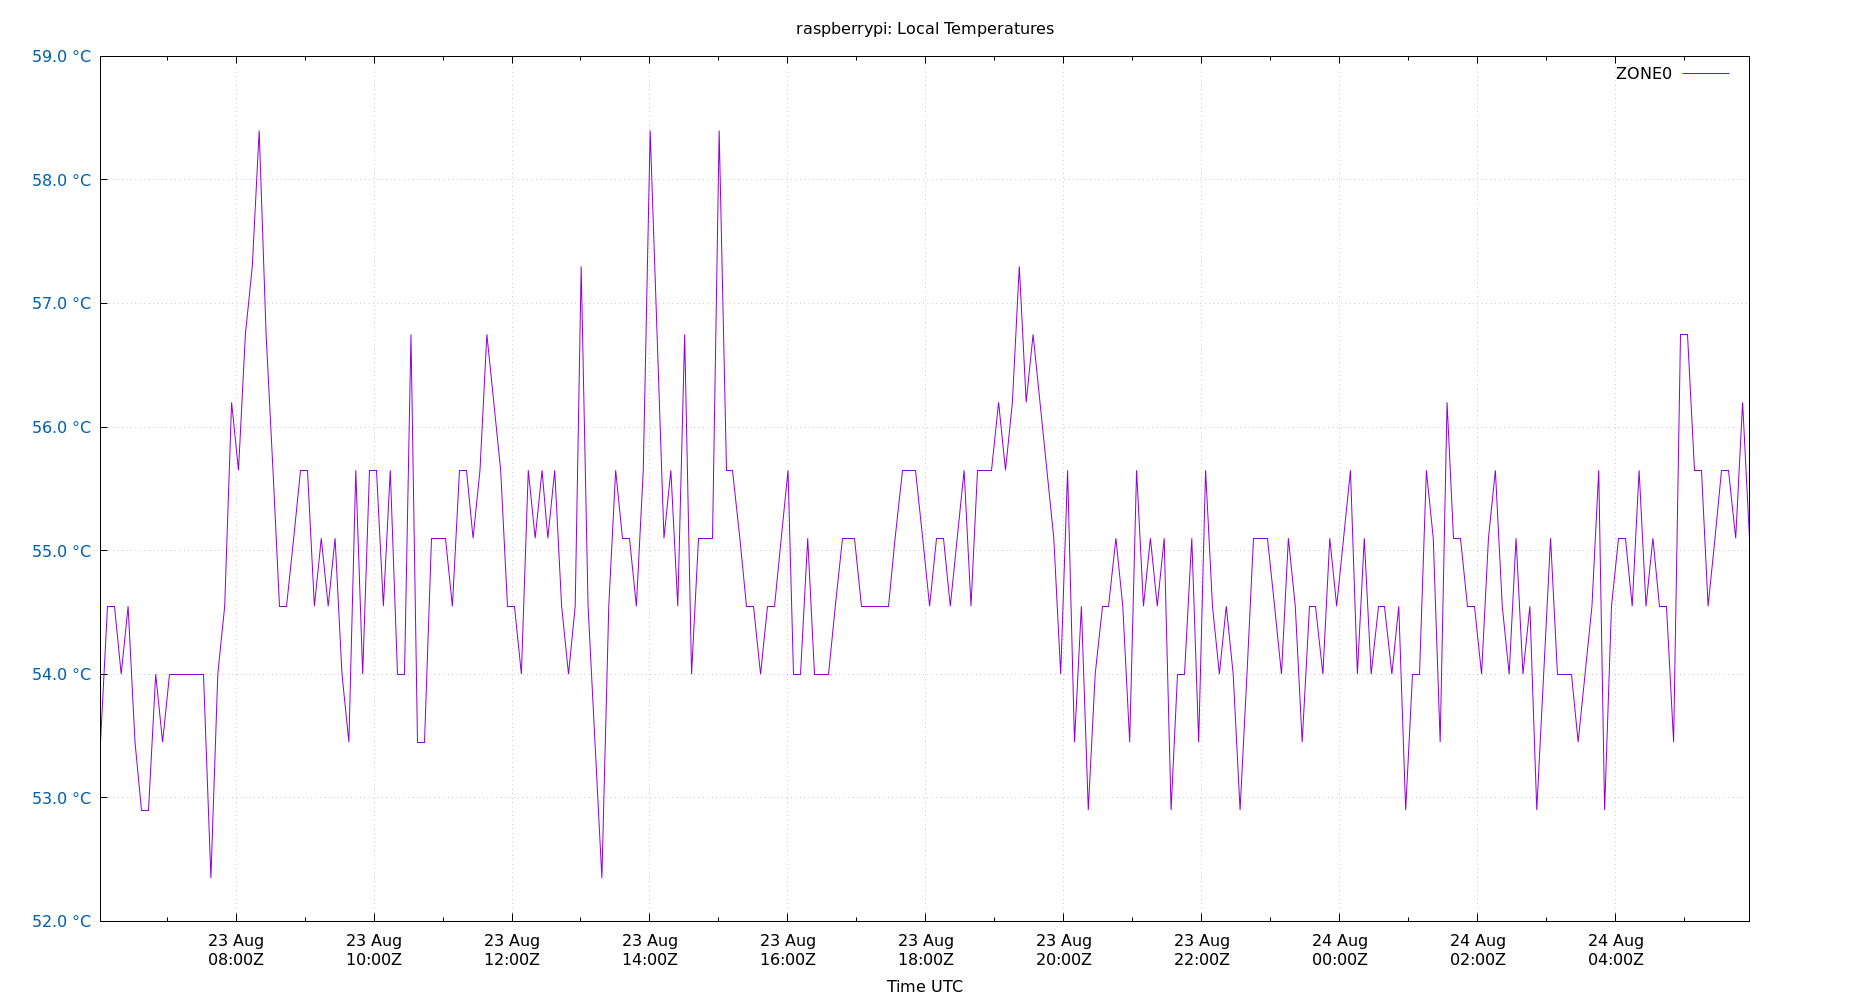 raspberrypi: Local Temperatures
59.0 °C
ZONE0
58.0 °C
57.0 °C
56.0 °C
55.0 °C
54.0 °C
53.0 °C
52.0 °C
23 Aug 23 Aug 23 Aug 23 Aug 23 Aug 23 Aug 23 Aug 23 Aug 24 Aug 24 Aug 24 Aug
08:00Z 10:00Z 12:00Z 14:00Z 16:00Z 18:00Z 20:00Z 22:00Z 00:00Z 02:00Z 04:00Z
Time UTC